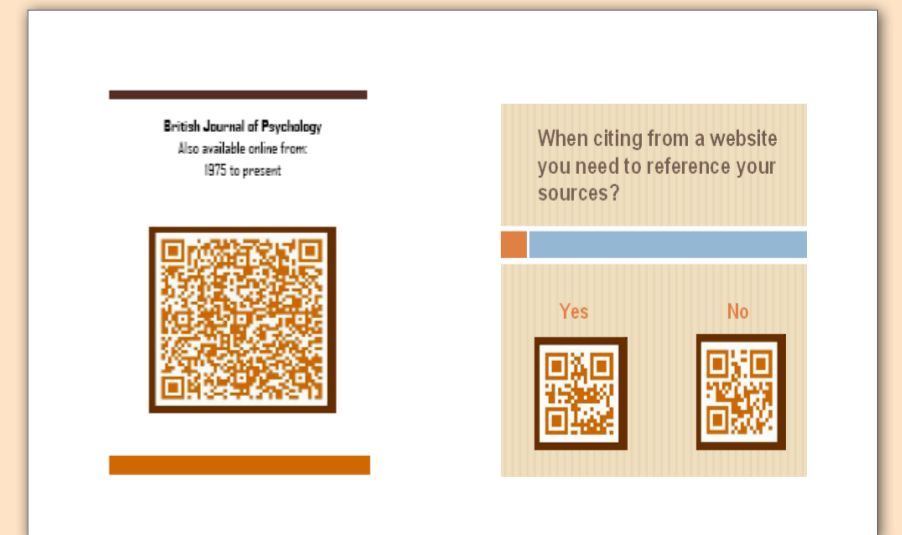 British Journal of Psychology
Also available online from:
1975 to present
When citing from a website
you need to reference your
sources?
Yes
No